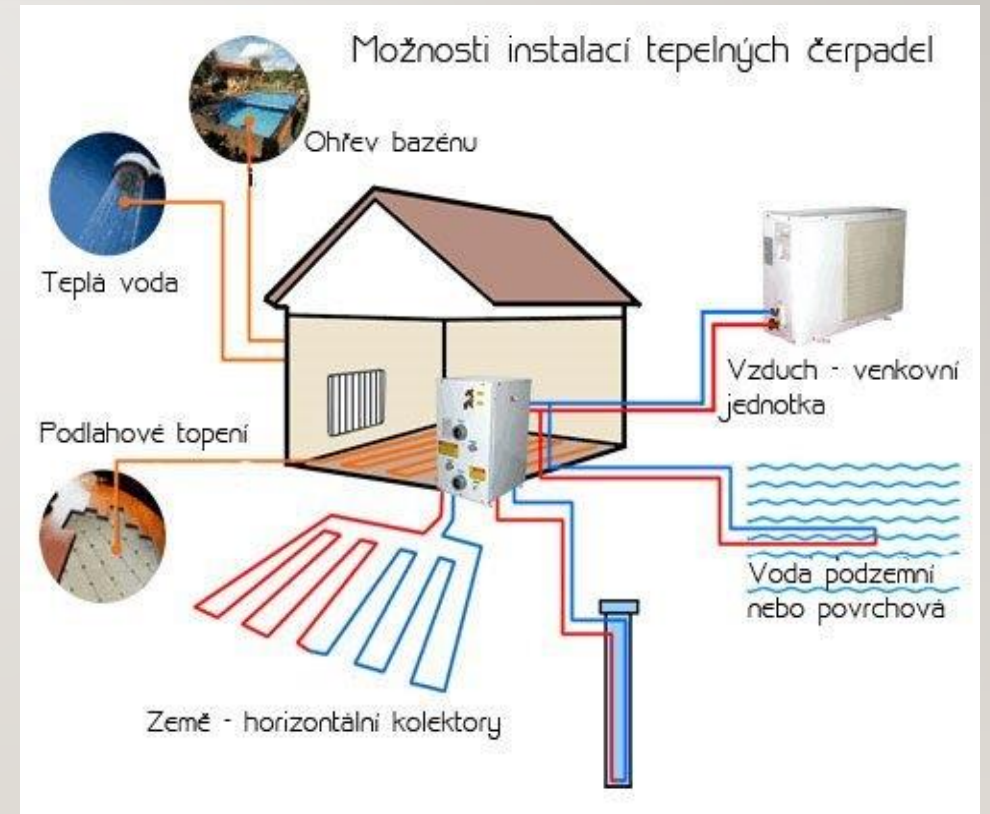 Možnosti instalací tepelných čerpadel
Ohřev bazénu
Teplá voda
Vzduch - venkovní
jednotka
Podlahové topení
Voda podzemní
nebo povrchová
Země - horizontální kolektory